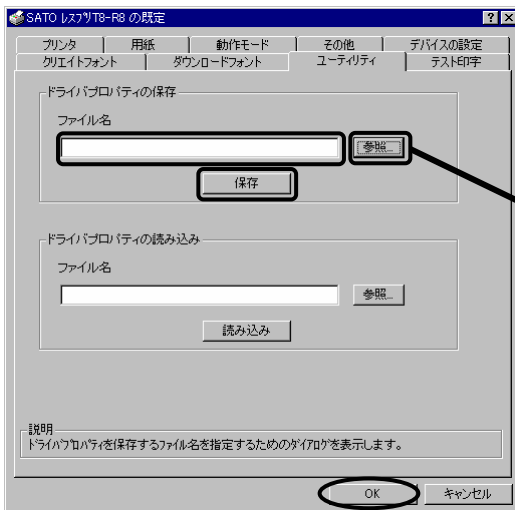 SATO ﾚｽﾌﾟﾘT8-R8 の既定
プリンタ 用紙 動作モード その他 デバイスの設定
クリエイトフォント ダウンロードフォント ユーティリティ テスト印字
ドライバプロパティの保存
ファイル名
参照...
保存
ドライバプロパティの読み込み
ファイル名
参照...
読み込み
説明
ﾄﾞﾗｲﾊﾞﾌﾟﾛﾊﾟﾃｨを保存するﾌｧｲﾙ名を指定するためのﾀﾞｲｱﾛｸﾞを表示します。
OK キャンセル